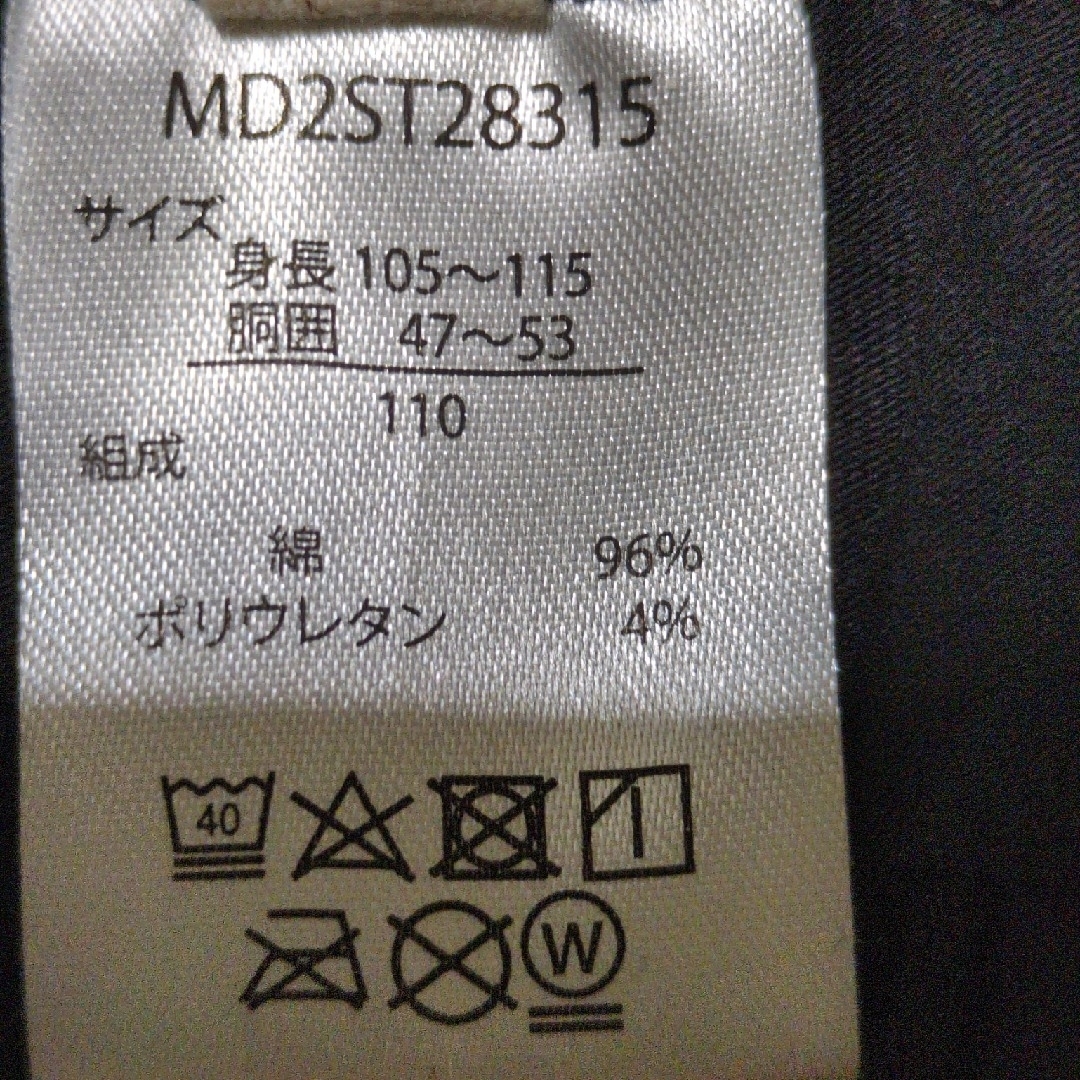 MD2ST28315
サイズ
身長 105～115
胴囲 47～53
110
組成
綿 96%
ポリウレタン 4%
40
W